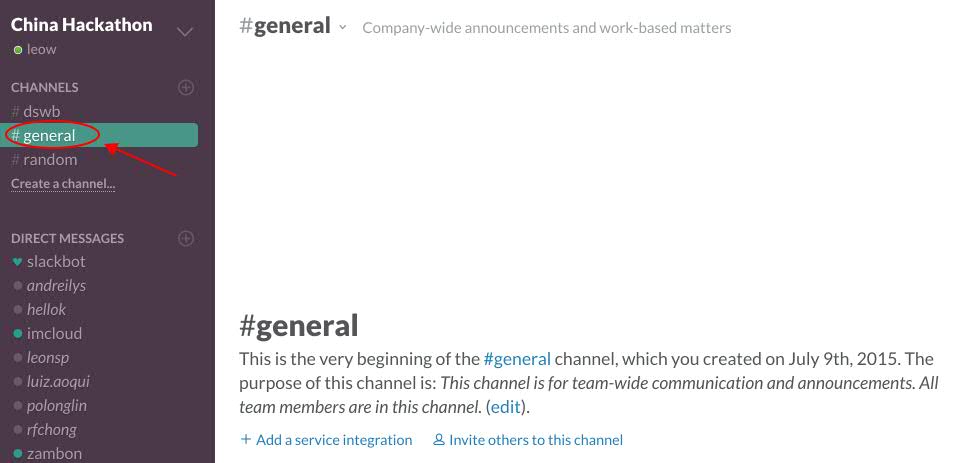 China Hackathon
leow
CHANNELS
# dswb
# general
# random
Create a channel...
DIRECT MESSAGES
slackbot
andreilys
hellok
imcloud
leonsp
luiz.aoqui
polonglin
rfchong
zambon
#general Company-wide announcements and work-based matters
#general
This is the very beginning of the #general channel, which you created on July 9th, 2015. The
purpose of this channel is: This channel is for team-wide communication and announcements. All
team members are in this channel. (edit).
+ Add a service integration Invite others to this channel